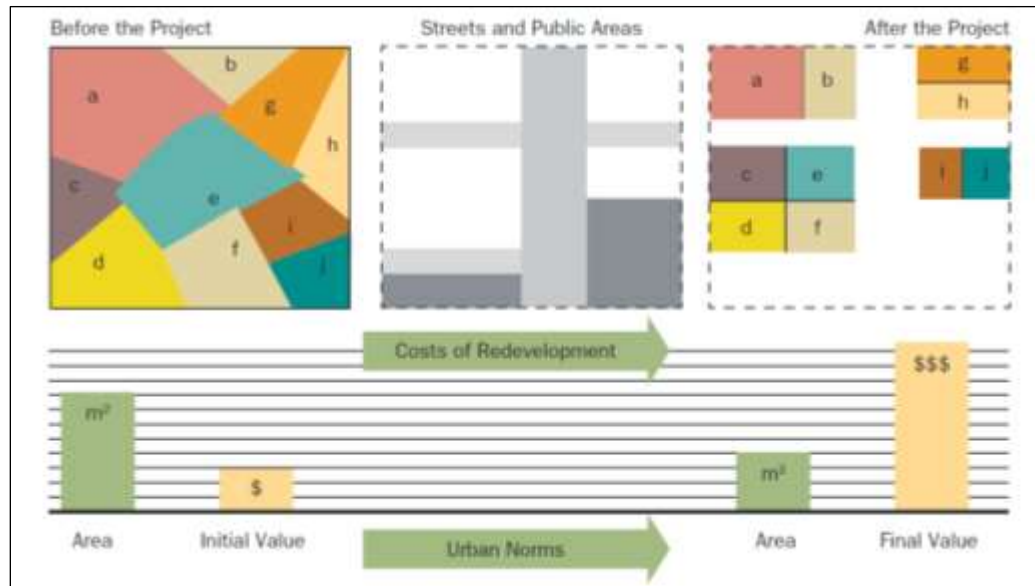 Before the Project
Streets and Public Areas
After the Project
a
b
g
h
c
e
d
f
i
j
a
b
g
h
c
e
i
j
d
f
Costs of Redevelopment
$$$
m²
$
m²
Area
Initial Value
Urban Norms
Area
Final Value